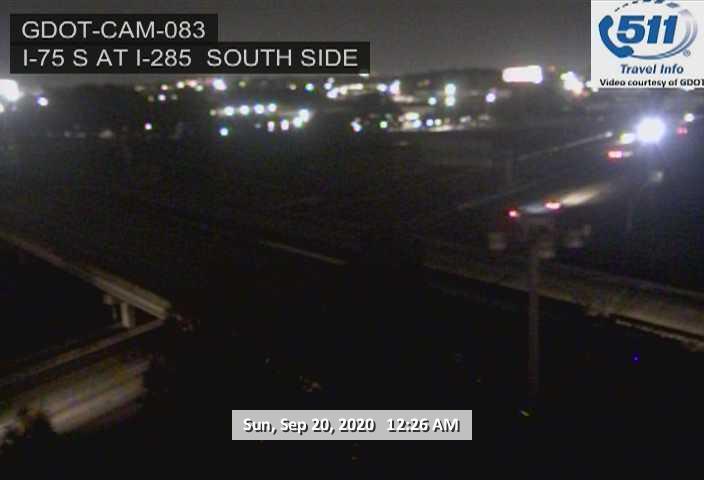 GDOT-CAM-083
I-75 S AT I-285 SOUTH SIDE
511
Travel Info
Video courtesy of GDOT
Sun, Sep 20, 2020 12:26 AM